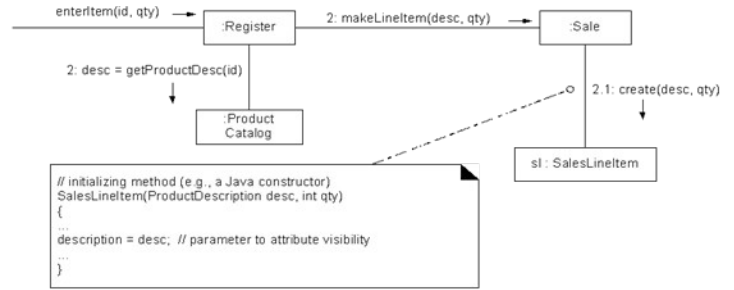 enterItem(id, qty)
:Register
2: makeLineItem(desc, qty)
:Sale
2: desc = getProductDesc(id)
2.1: create(desc, qty)
:Product
Catalog
sl : SalesLineItem
// initializing method (e.g., a Java constructor)
SalesLineItem(ProductDescription desc, int qty)
{
...
description = desc;  // parameter to attribute visibility
...
}